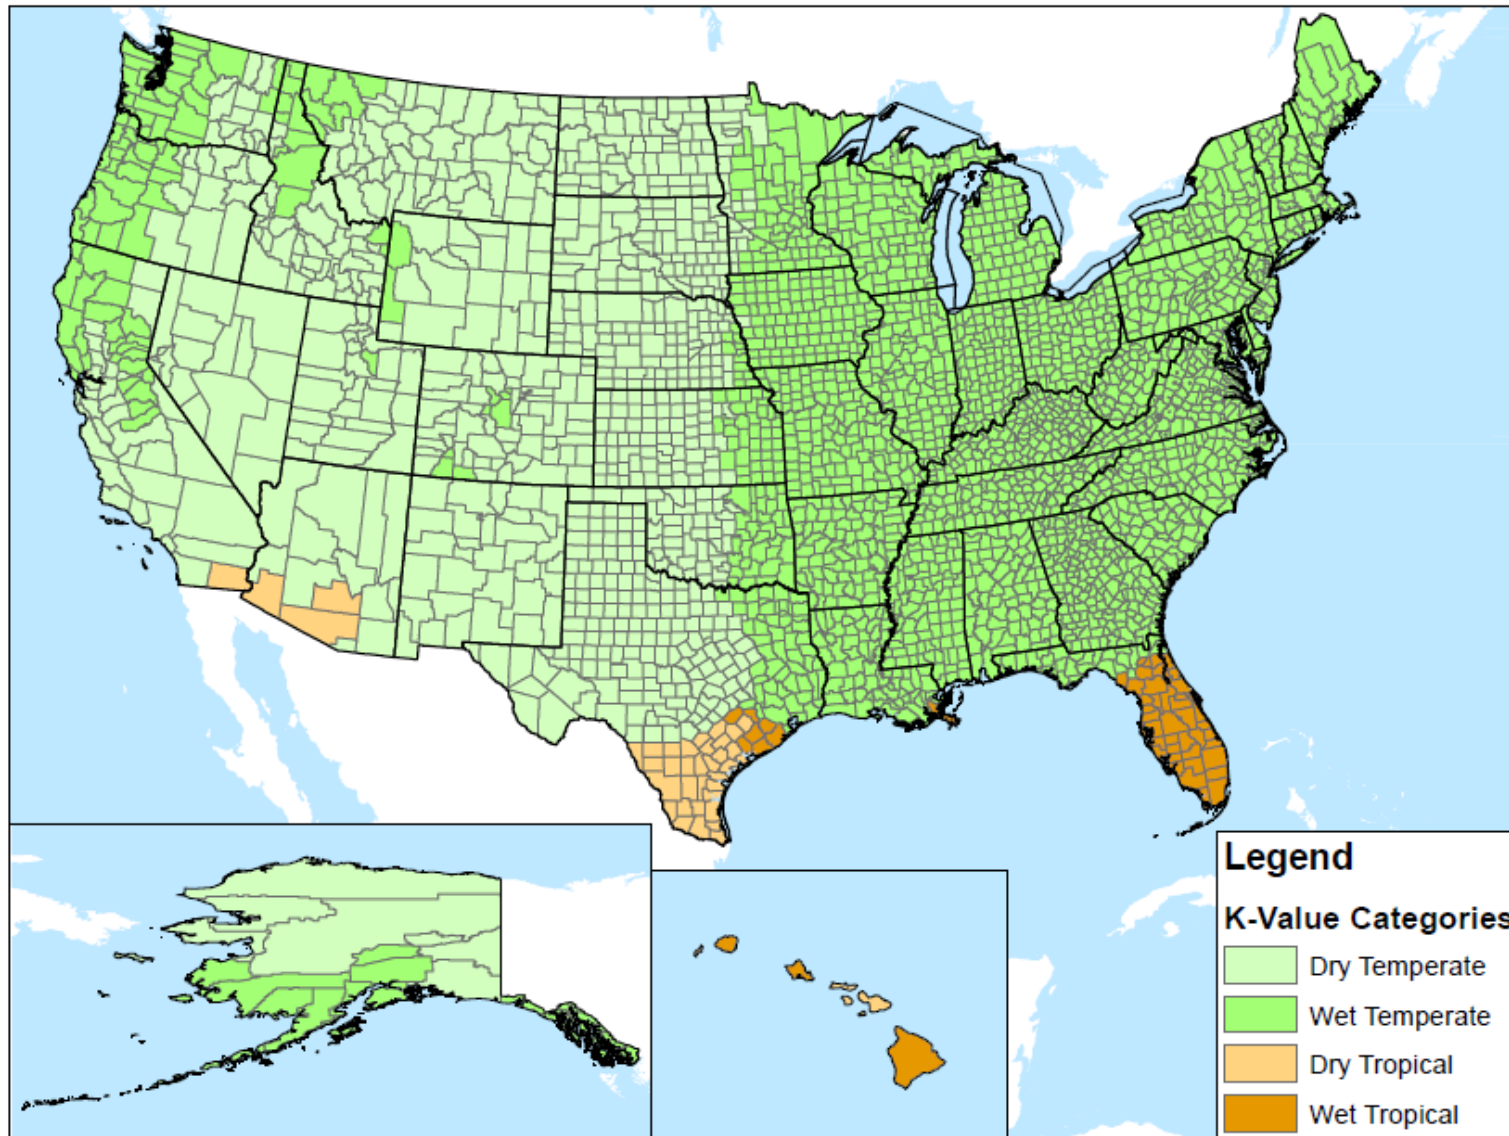 Legend
K-Value Categories
Dry Temperate
Wet Temperate
Dry Tropical
Wet Tropical